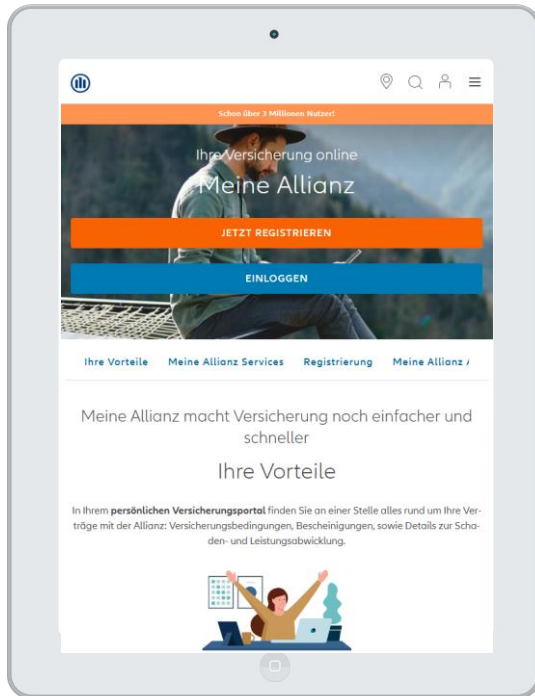 Schon über 3 Millionen Nutzer!
Ihre Versicherung online
Meine Allianz
JETZT REGISTRIEREN
EINLOGGEN
Ihre Vorteile Meine Allianz Services Registrierung Meine Allianz A
Meine Allianz macht Versicherung noch einfacher und
schneller
Ihre Vorteile
In Ihrem persönlichen Versicherungsportal finden Sie an einer Stelle alles rund um Ihre Ver-
träge mit der Allianz: Versicherungsbedingungen, Bescheinigungen, sowie Details zur Scha-
den- und Leistungsabwicklung.